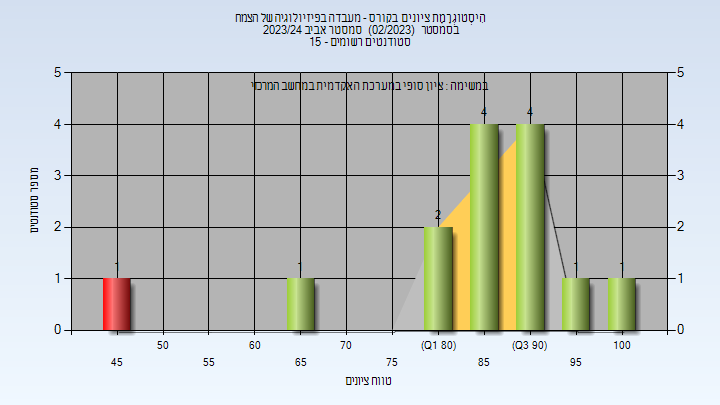 היסטוגרמת ציונים בקורס - מעבדה בפיזיולוגיה של הצמח
בסמסטר (02/2023) סמסטר אביב 2023/24
סטודנטים רשומים - 15
במשימה : ציון סופי במערכת האקדמית במחשב המרכזי
מספר סטודנטים
5 5
4 4
3 3
2 2
1 1
0 0
1 1 2 4 4 1 1
50 60 70 (Q1 80) (Q3 90) 100
45 55 65 75 85 95
טווח ציונים